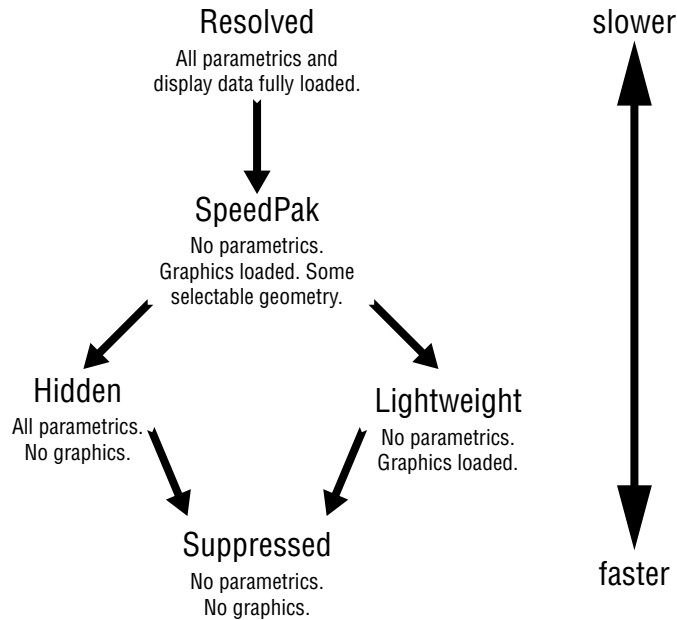 Resolved
All parametrics and
display data fully loaded.
slower
SpeedPak
No parametrics.
Graphics loaded. Some
selectable geometry.
Hidden
All parametrics.
No graphics.
Lightweight
No parametrics.
Graphics loaded.
Suppressed
No parametrics.
No graphics.
faster